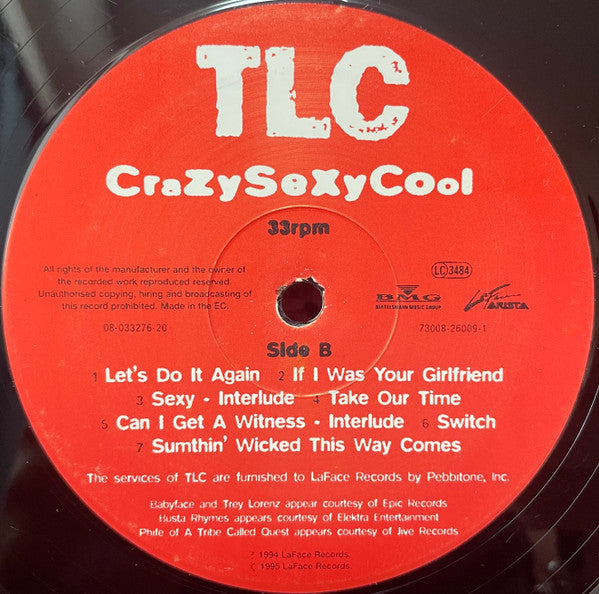 TLC
CraZySeXyCool
33rpm
All rights of the manufacturer and the owner of
the recorded work reproduced reserved.
Unauthorised copying, hiring and broadcasting of
this record prohibited. Made in the EC.
08-033276-20
LC 3484
BMG
BERTELSMANN MUSIC GROUP
LaFace
ARISTA
73008-26009-1
Side B
1 Let's Do It Again 2 If I Was Your Girlfriend
3 Sexy - Interlude 4 Take Our Time
5 Can I Get A Witness - Interlude 6 Switch
7 Sumthin' Wicked This Way Comes
The services of TLC are furnished to LaFace Records by Pebbitone, Inc.
Babyface and Trey Lorenz appear courtesy of Epic Records
Busta Rhymes appears courtesy of Elektra Entertainment
Phife of A Tribe Called Quest appears courtesy of Jive Records
℗ 1994 LaFace Records.
© 1995 LaFace Records.